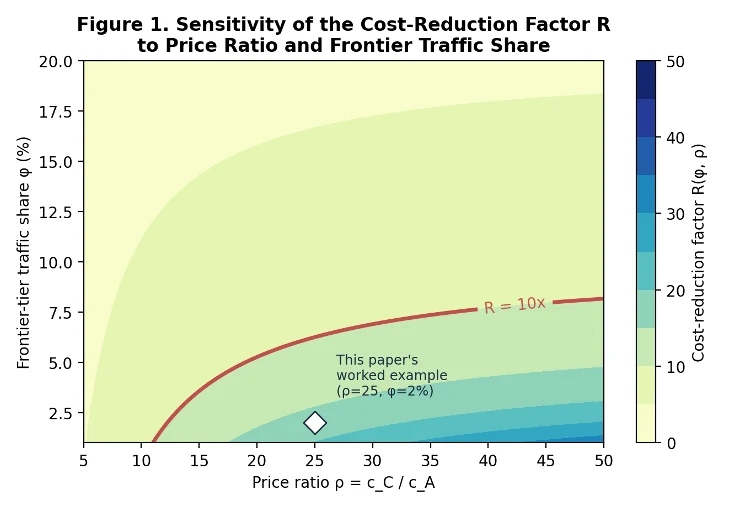 Figure 1. Sensitivity of the Cost-Reduction Factor R
to Price Ratio and Frontier Traffic Share
Frontier-tier traffic share φ (%)
20.0
17.5
15.0
12.5
10.0
7.5
5.0
2.5
R = 10x
This paper's
worked example
(ρ=25, φ=2%)
5 10 15 20 25 30 35 40 45 50
Price ratio ρ = c_C / c_A
50
40
30
20
10
0
Cost-reduction factor R(φ, ρ)